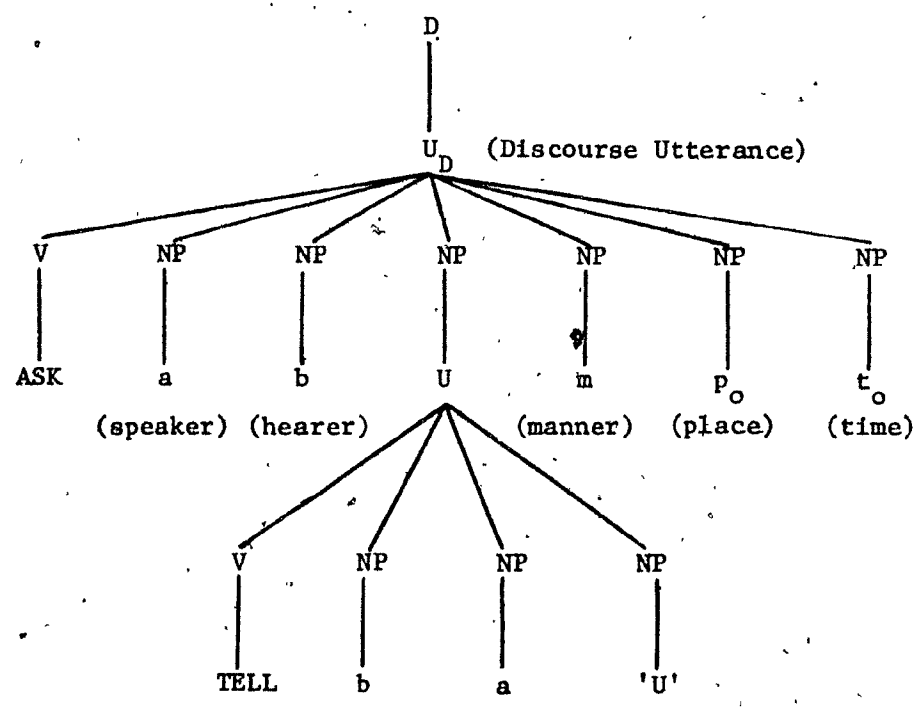 D
U_D (Discourse Utterance)
V NP NP NP NP NP NP
ASK a b U m p_o t_o
(speaker) (hearer) (manner) (place) (time)
V NP NP NP
TELL b a 'U'